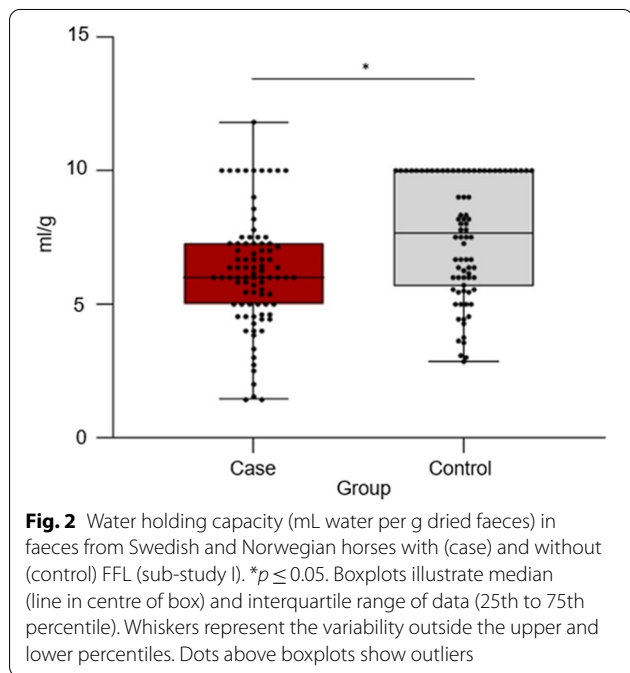 15
*
10
ml/g
5
0
Case
Control
Group
Fig. 2 Water holding capacity (mL water per g dried faeces) in
faeces from Swedish and Norwegian horses with (case) and without
(control) FFL (sub-study I). *p ≤ 0.05. Boxplots illustrate median
(line in centre of box) and interquartile range of data (25th to 75th
percentile). Whiskers represent the variability outside the upper and
lower percentiles. Dots above boxplots show outliers